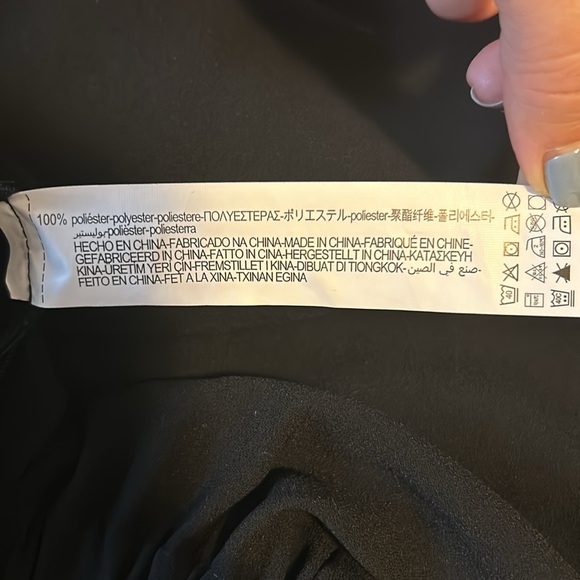 100% poliéster-polyester-poliestere-ΠΟΛΥΕΣΤΕΡΑΣ-ポリエステル-poliester-聚酯纤维-폴리에스터-
بوليستير-polièster-poliesterra
HECHO EN CHINA-FABRICADO NA CHINA-MADE IN CHINA-FABRIQUÉ EN CHINE-
GEFABRICEERD IN CHINA-FATTO IN CINA-HERGESTELLT IN CHINA-ΚΑΤΑΣΚΕΥΗ
ΚΙΝΑ-ÜRETİM YERİ ÇİN-FREMSTILLET I KINA-DIBUAT DI TIONGKOK-صنع في الصين-
FEITO EN CHINA-FET A LA XINA-TXINAN EGINA